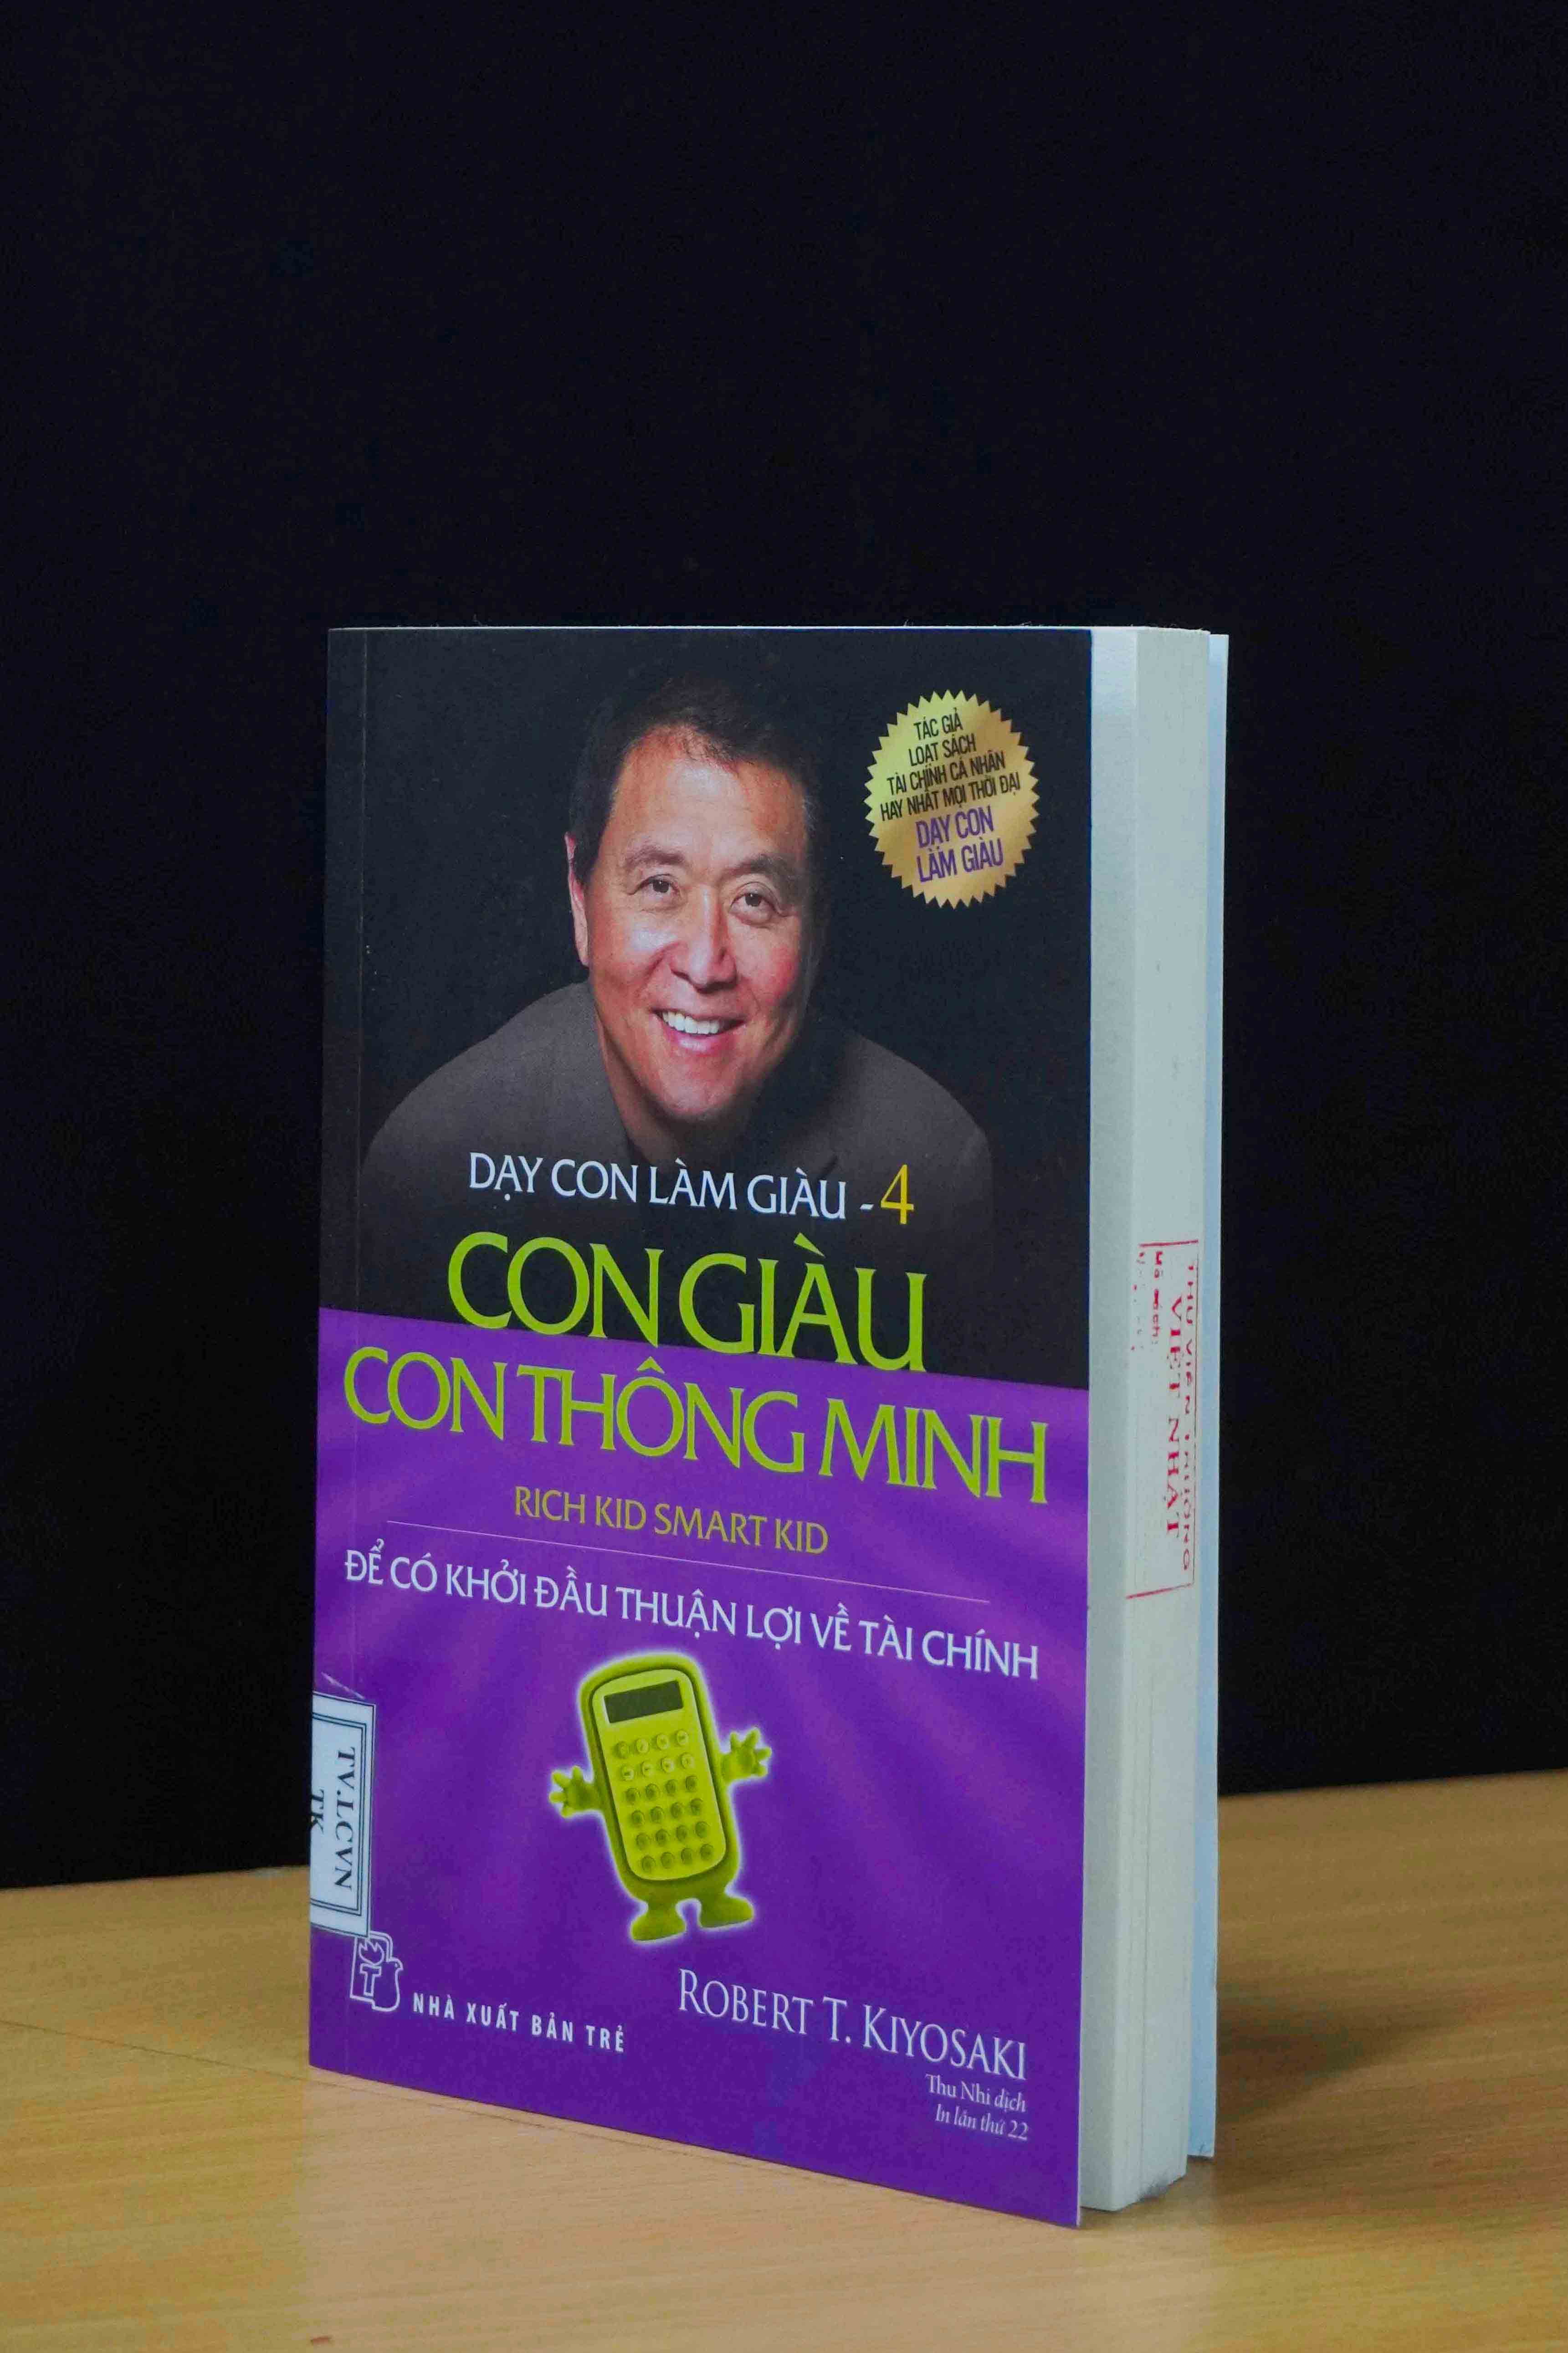 TÁC GIẢ
LOẠT SÁCH
TÀI CHÍNH CÁ NHÂN
HAY NHẤT MỌI THỜI ĐẠI
DẠY CON
LÀM GIÀU
DẠY CON LÀM GIÀU - 4
CON GIÀU
CON THÔNG MINH
RICH KID SMART KID
ĐỂ CÓ KHỞI ĐẦU THUẬN LỢI VỀ TÀI CHÍNH
TV.LCVN
TK
T
NHÀ XUẤT BẢN TRẺ
ROBERT T. KIYOSAKI
Thu Nhi dịch
In lần thứ 22
THƯ VIỆN
VIỆT NHẬT
Mã sách: